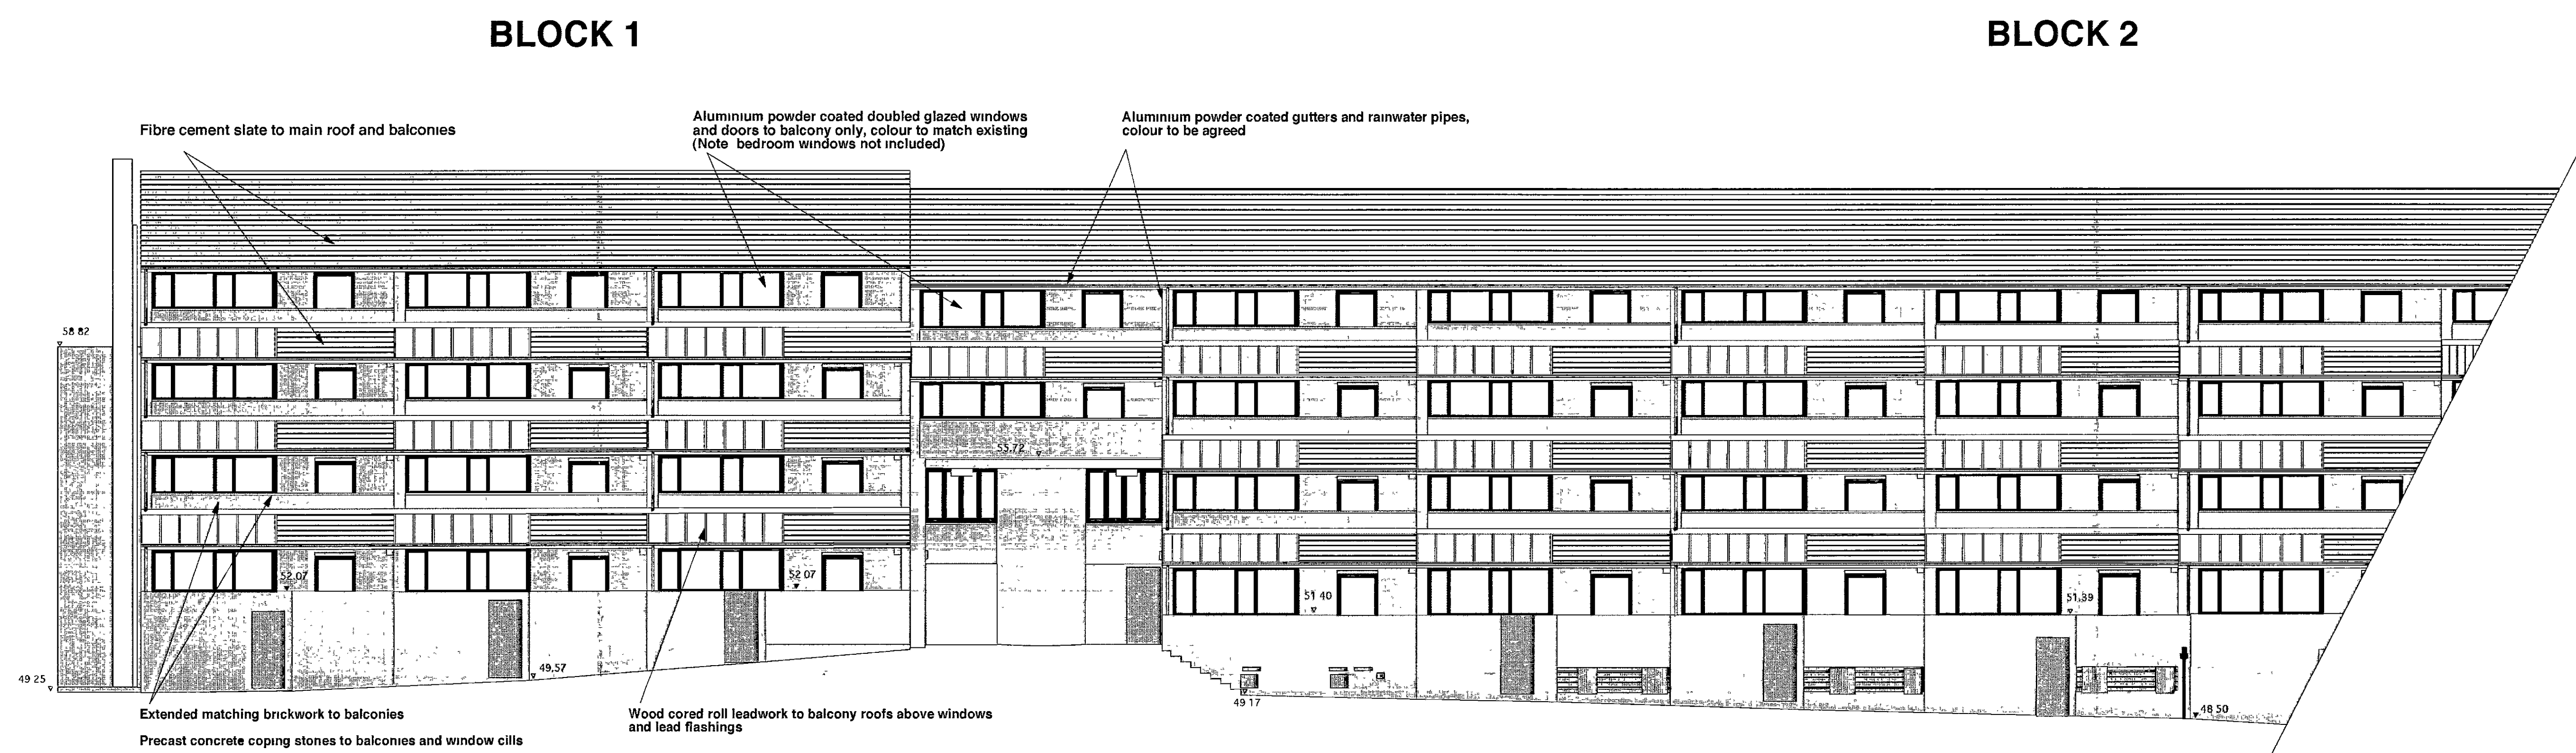 BLOCK 1
BLOCK 2
Fibre cement slate to main roof and balconies
Aluminium powder coated doubled glazed windows
and doors to balcony only, colour to match existing
(Note bedroom windows not included)
Aluminium powder coated gutters and rainwater pipes,
colour to be agreed
58 82
55.72
52 07
52 07
51 40
51.39
49.57
49 25
49 17
48 50
Extended matching brickwork to balconies
Precast concrete coping stones to balconies and window cills
Wood cored roll leadwork to balcony roofs above windows
and lead flashings